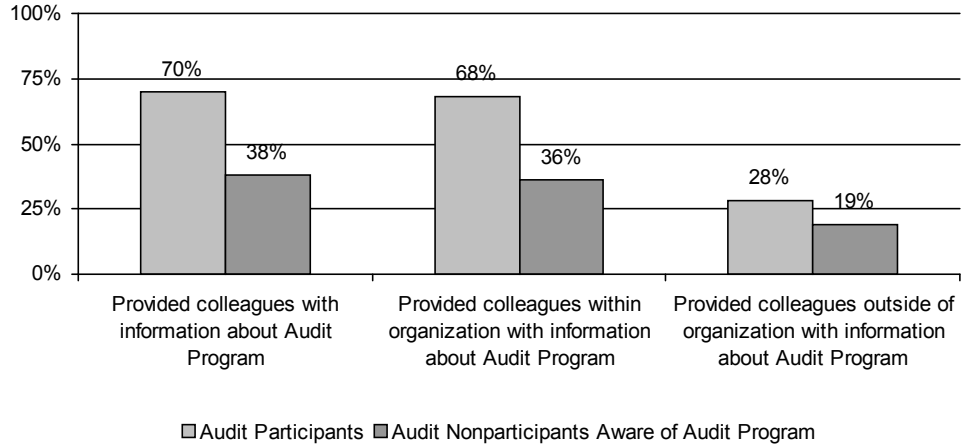 100%
75%
50%
25%
0%
70%
38%
68%
36%
28%
19%
Provided colleagues with
information about Audit
Program
Provided colleagues within
organization with information
about Audit Program
Provided colleagues outside of
organization with information
about Audit Program
Audit Participants
Audit Nonparticipants Aware of Audit Program